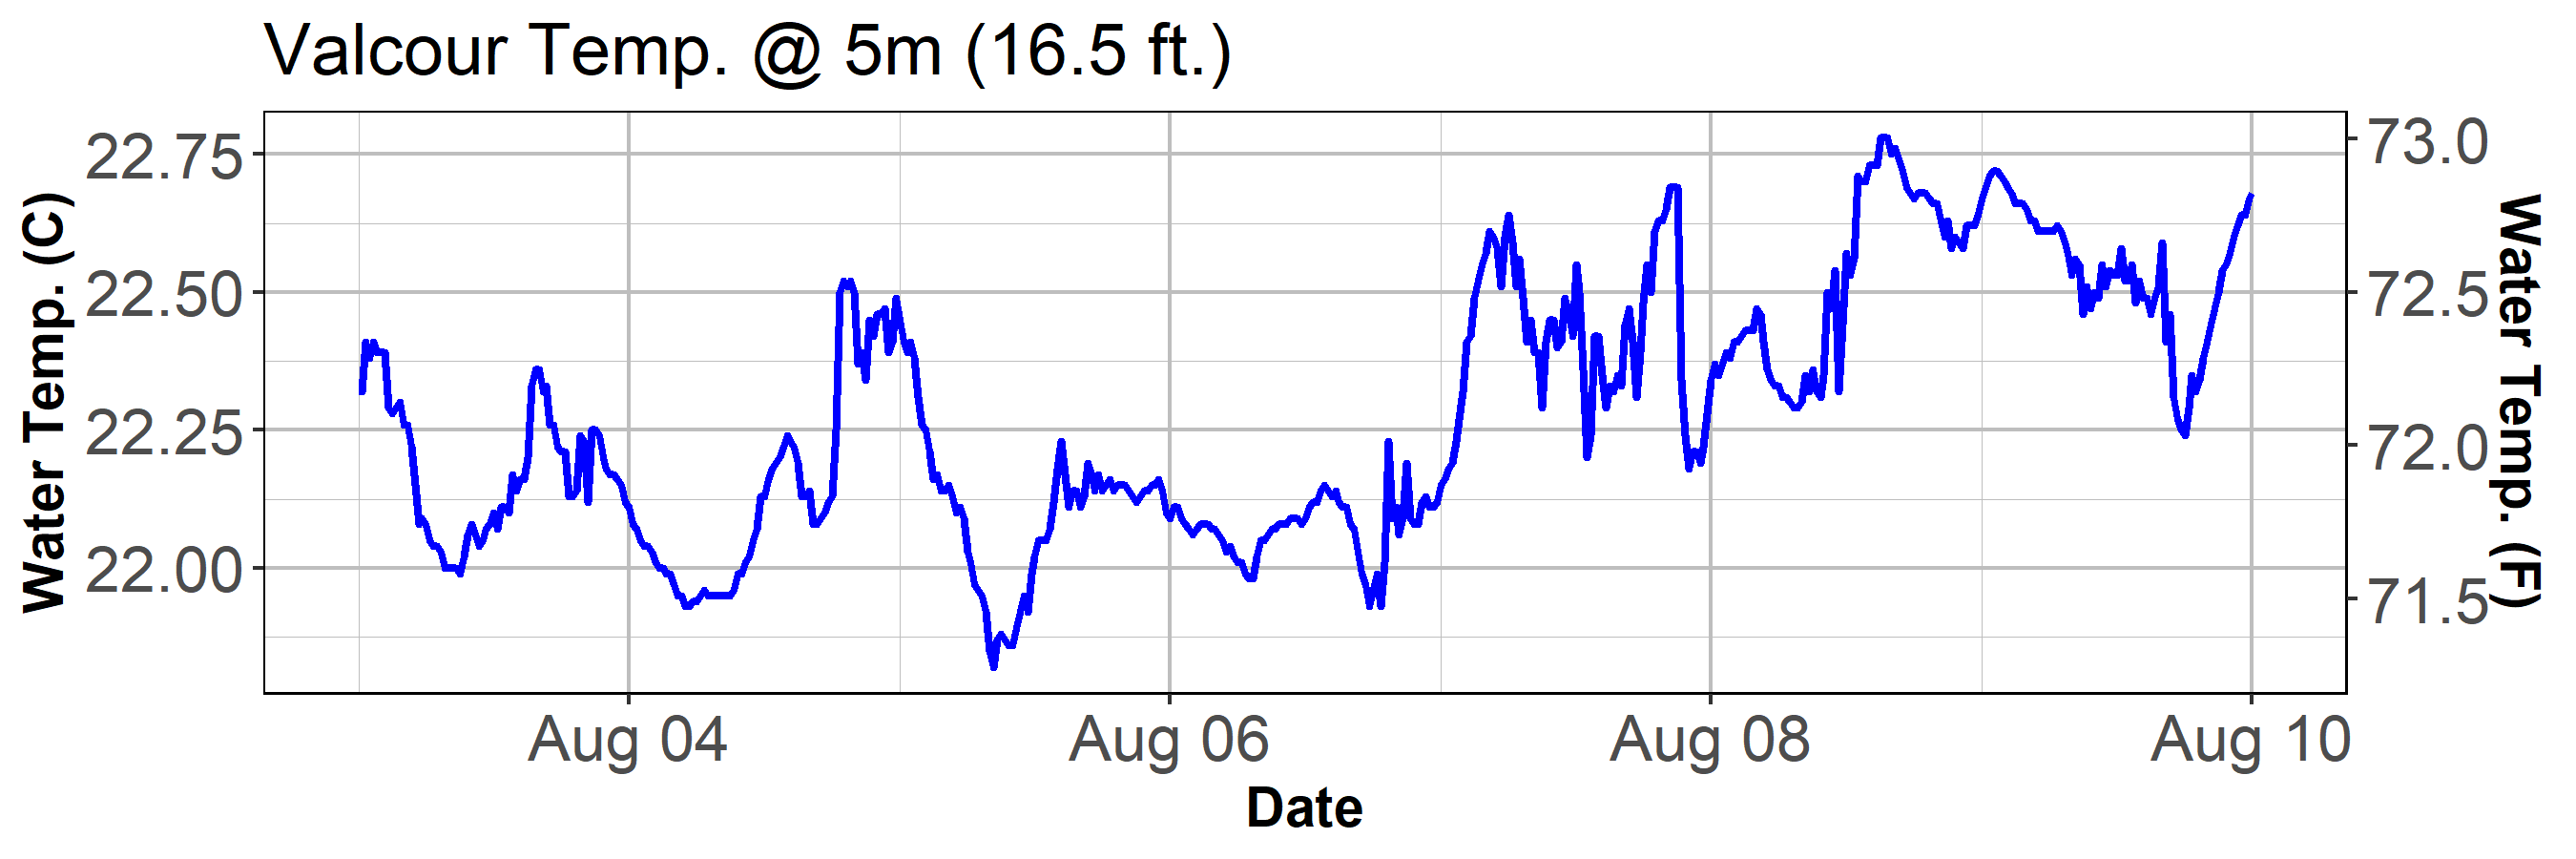 Valcour Temp. @ 5m (16.5 ft.)
Water Temp. (C)
22.75
22.50
22.25
22.00
73.0
72.5
72.0
71.5
Water Temp. (F)
Aug 04 Aug 06 Aug 08 Aug 10
Date